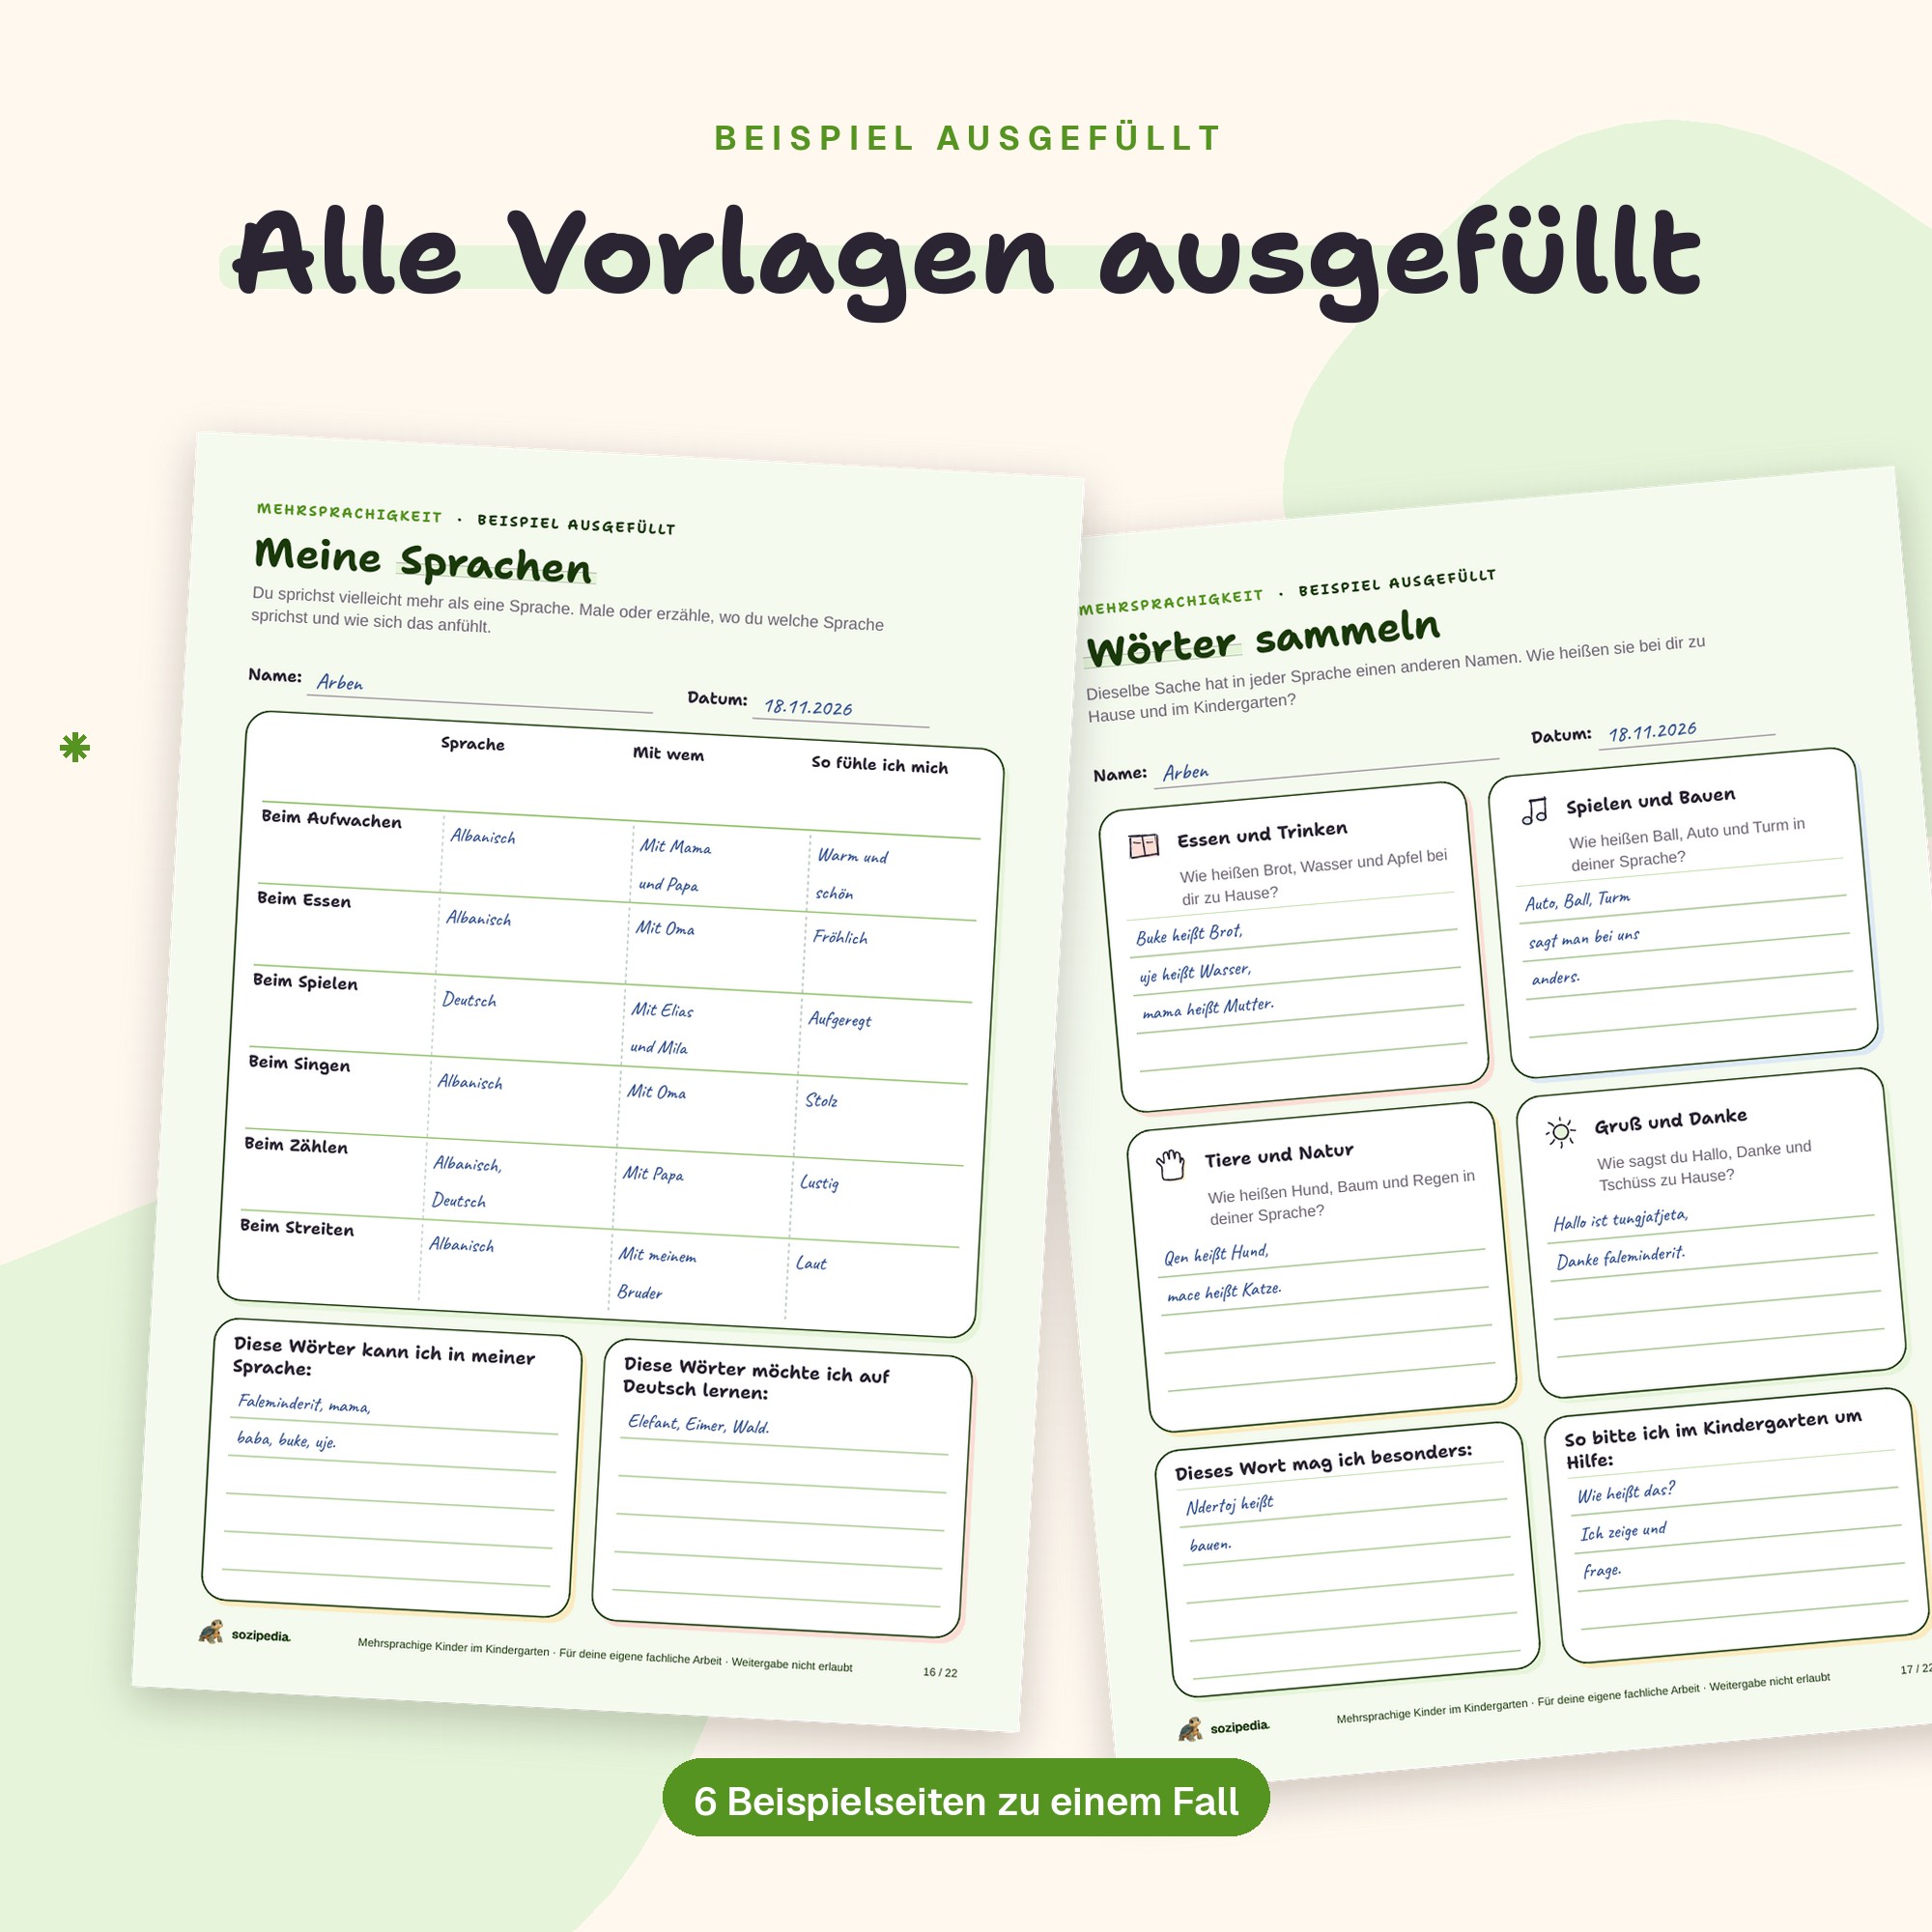 BEISPIEL AUSGEFÜLLT
Alle Vorlagen ausgefüllt
MEHRSPRACHIGKEIT · BEISPIEL AUSGEFÜLLT
Meine Sprachen
Du sprichst vielleicht mehr als eine Sprache. Male oder erzähle, wo du welche Sprache
sprichst und wie sich das anfühlt.
Name: Arben Datum: 18.11.2026
Sprache Mit wem So fühle ich mich
Beim Aufwachen Albanisch Mit Mama Warm und
und Papa schön
Beim Essen Albanisch Mit Oma Fröhlich
Beim Spielen Deutsch Mit Elias Aufgeregt
und Mila
Beim Singen Albanisch Mit Oma Stolz
Beim Zählen Albanisch, Mit Papa Lustig
Deutsch
Beim Streiten Albanisch Mit meinem Laut
Bruder
Diese Wörter kann ich in meiner
Sprache:
Faleminderit, mama,
baba, buke, uje.
Diese Wörter möchte ich auf
Deutsch lernen:
Elefant, Eimer, Wald.
sozipedia. Mehrsprachige Kinder im Kindergarten · Für deine eigene fachliche Arbeit · Weitergabe nicht erlaubt 16 / 22
MEHRSPRACHIGKEIT · BEISPIEL AUSGEFÜLLT
Wörter sammeln
Dieselbe Sache hat in jeder Sprache einen anderen Namen. Wie heißen sie bei dir zu
Hause und im Kindergarten?
Name: Arben Datum: 18.11.2026
Essen und Trinken
Wie heißen Brot, Wasser und Apfel bei
dir zu Hause?
Buke heißt Brot,
uje heißt Wasser,
mama heißt Mutter.
Spielen und Bauen
Wie heißen Ball, Auto und Turm in
deiner Sprache?
Auto, Ball, Turm
sagt man bei uns
anders.
Tiere und Natur
Wie heißen Hund, Baum und Regen in
deiner Sprache?
Qen heißt Hund,
mace heißt Katze.
Gruß und Danke
Wie sagst du Hallo, Danke und
Tschüss zu Hause?
Hallo ist tungjatjeta,
Danke faleminderit.
Dieses Wort mag ich besonders:
Ndertoj heißt
bauen.
So bitte ich im Kindergarten um
Hilfe:
Wie heißt das?
Ich zeige und
frage.
sozipedia. Mehrsprachige Kinder im Kindergarten · Für deine eigene fachliche Arbeit · Weitergabe nicht erlaubt 17 / 22
6 Beispielseiten zu einem Fall